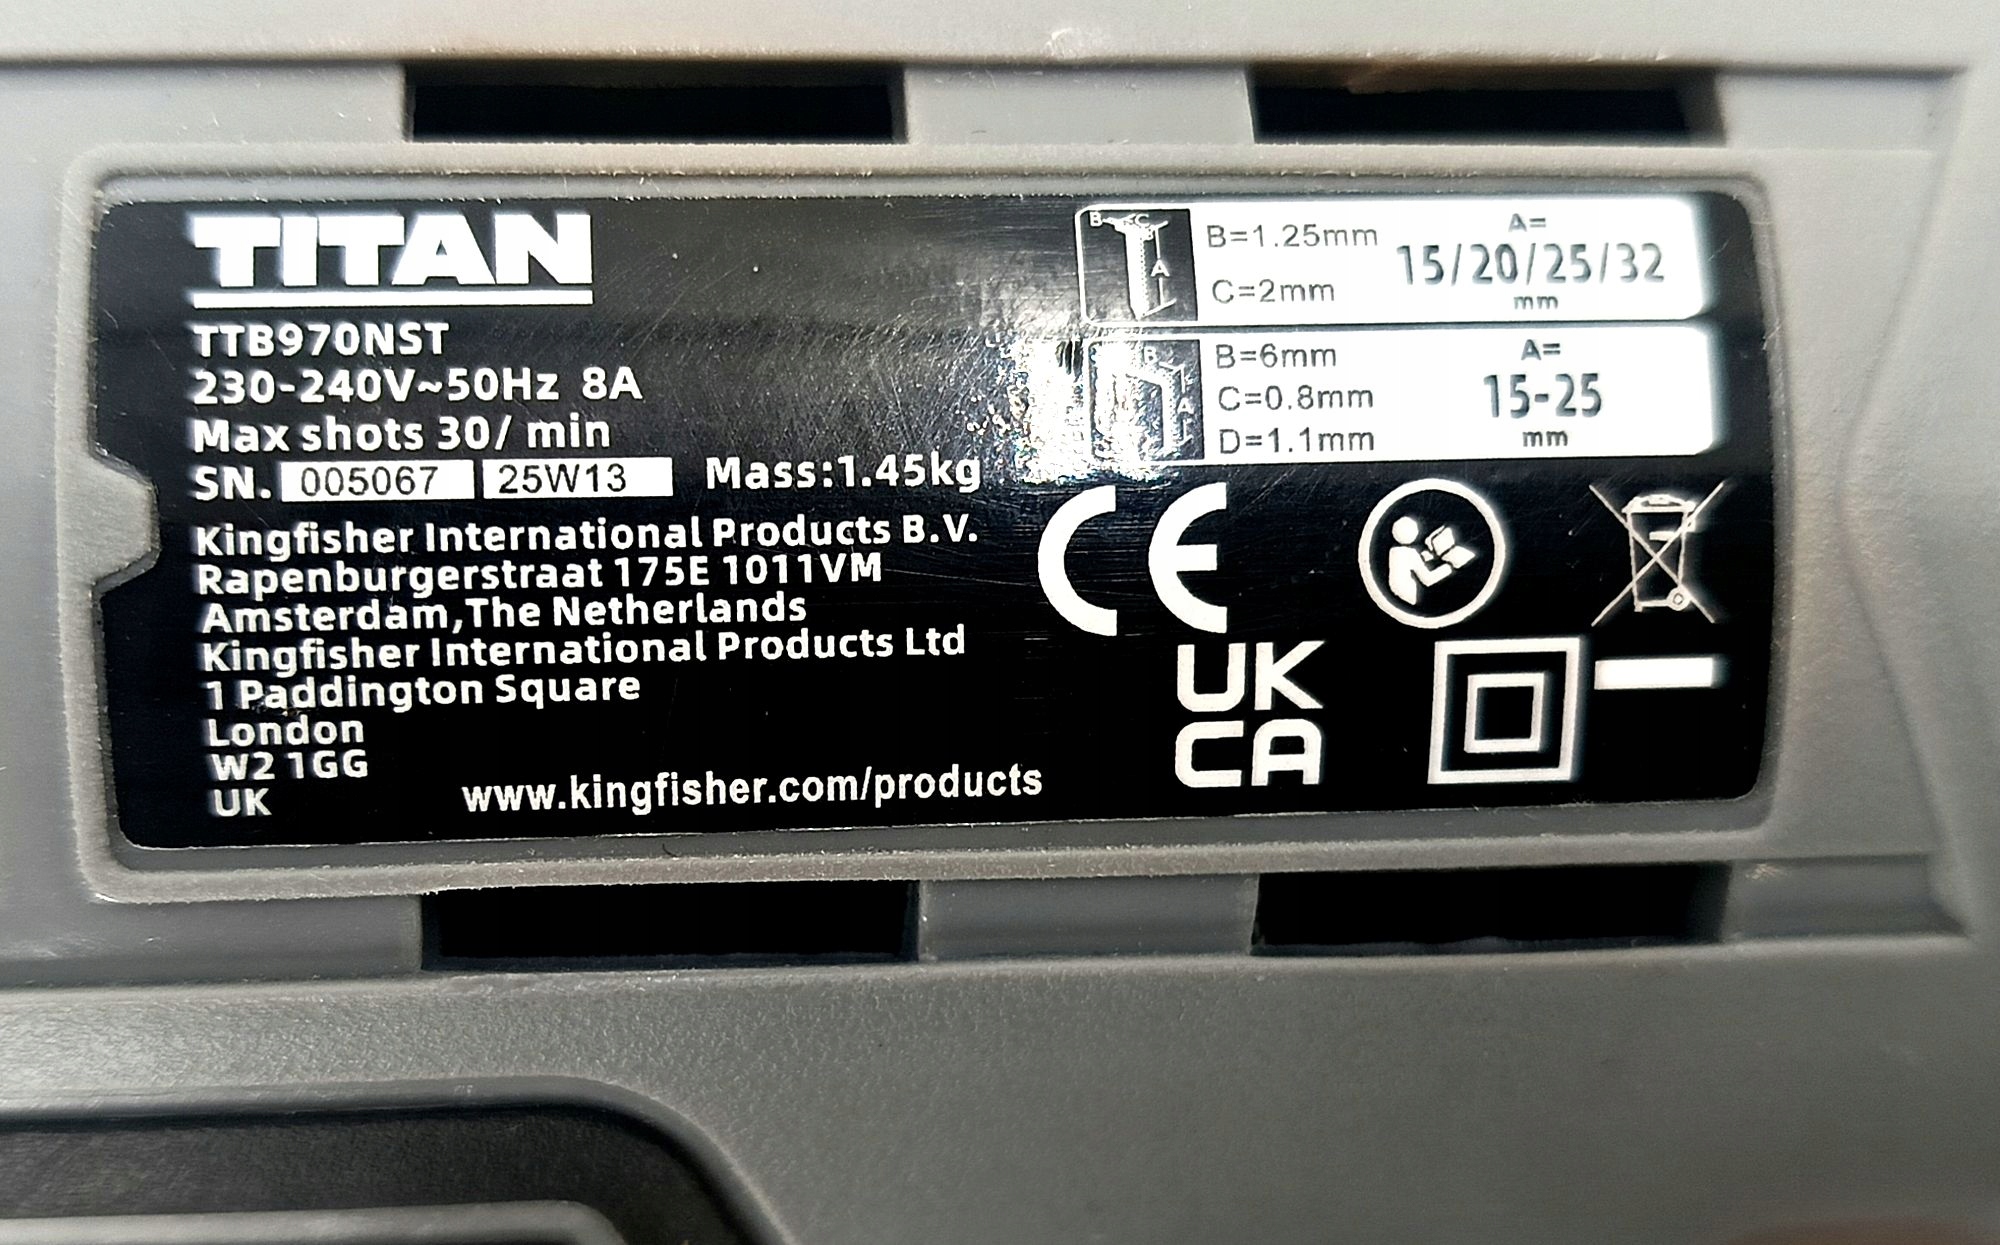 TITAN
TTB970NST
230-240V~50Hz 8A
Max shots 30/ min
SN. 005067 25W13 Mass:1.45kg
Kingfisher International Products B.V.
Rapenburgerstraat 175E 1011VM
Amsterdam,The Netherlands
Kingfisher International Products Ltd
1 Paddington Square
London
W2 1GG
UK
www.kingfisher.com/products
B C
A
B=1.25mm
C=2mm
A=
15/20/25/32
mm
B
A
B=6mm
C=0.8mm
D=1.1mm
A=
15-25
mm
CE
UK
CA